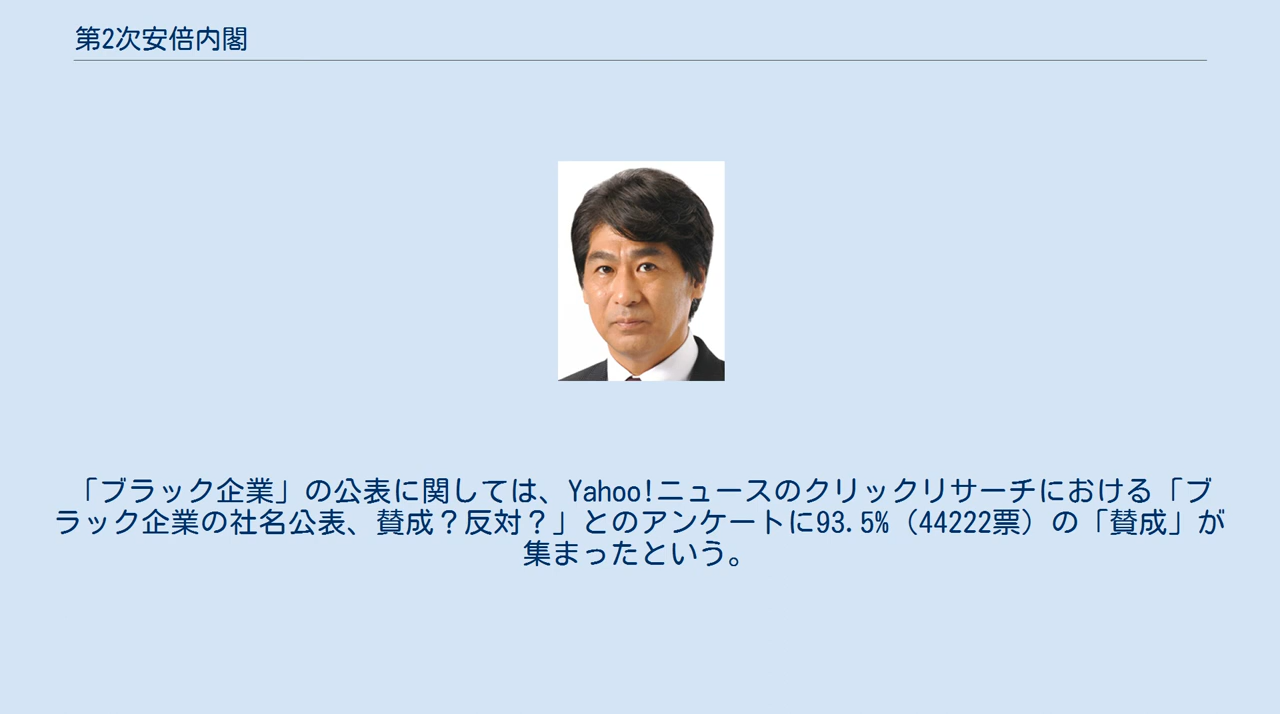 第2次安倍内閣
「ブラック企業」の公表に関しては、Yahoo!ニュースのクリックリサーチにおける「ブ
ラック企業の社名公表、賛成？反対？」とのアンケートに93.5%（44222票）の「賛成」が
集まったという。